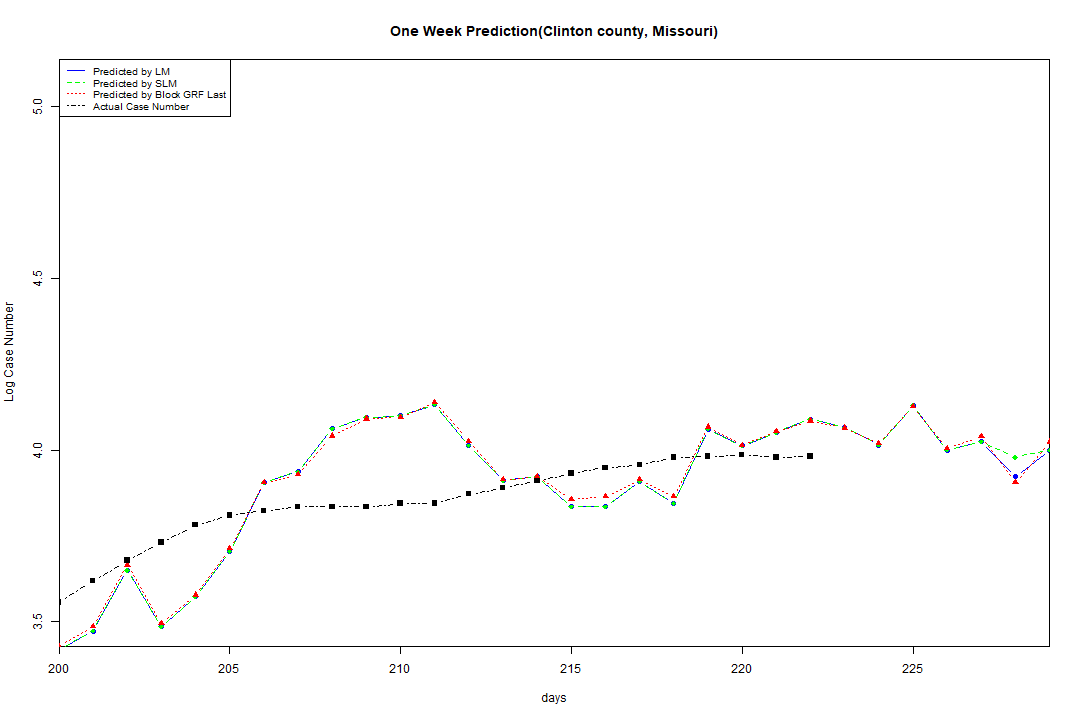 One Week Prediction(Clinton county, Missouri)
Predicted by LM
Predicted by SLM
Predicted by Block GRF Last
Actual Case Number
5.0
4.5
4.0
3.5
Log Case Number
200
205
210
215
220
225
days